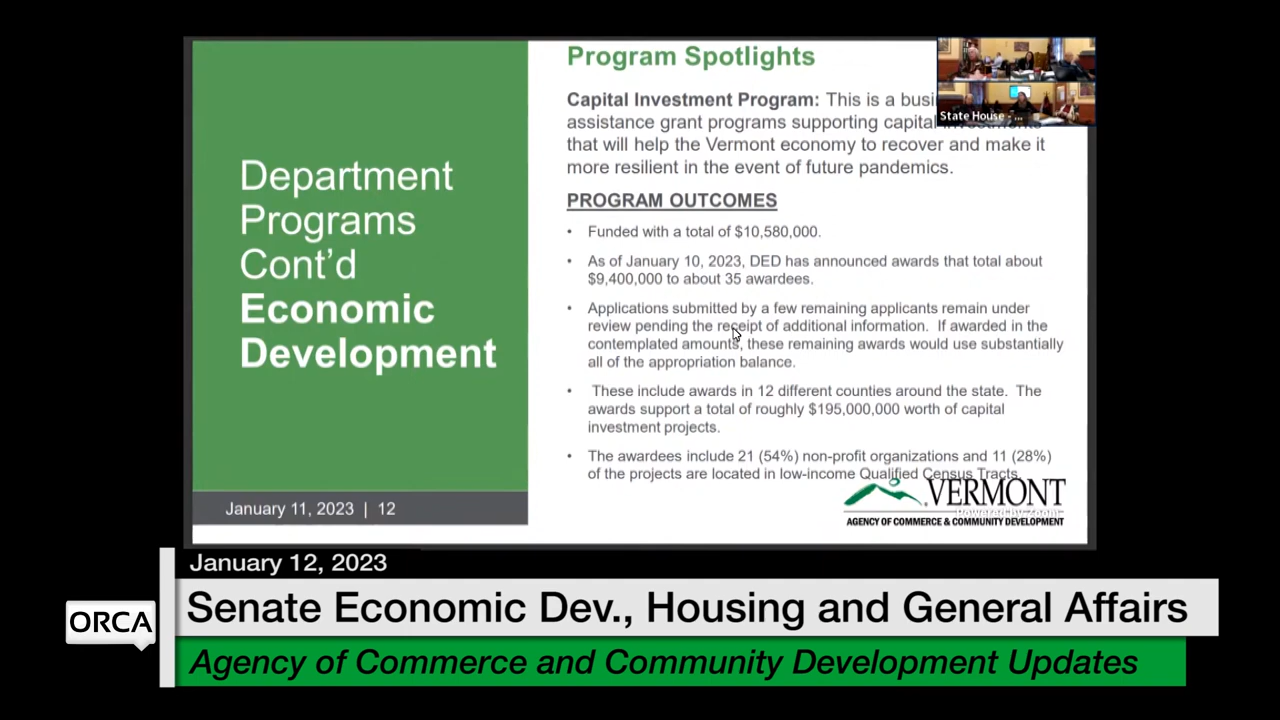 Department
Programs
Cont’d
Economic
Development
January 11, 2023 | 12
Program Spotlights
Capital Investment Program: This is a busi
assistance grant programs supporting capital investments
that will help the Vermont economy to recover and make it
more resilient in the event of future pandemics.
PROGRAM OUTCOMES
• Funded with a total of $10,580,000.
• As of January 10, 2023, DED has announced awards that total about
$9,400,000 to about 35 awardees.
• Applications submitted by a few remaining applicants remain under
review pending the receipt of additional information. If awarded in the
contemplated amounts, these remaining awards would use substantially
all of the appropriation balance.
• These include awards in 12 different counties around the state. The
awards support a total of roughly $195,000,000 worth of capital
investment projects.
• The awardees include 21 (54%) non-profit organizations and 11 (28%)
of the projects are located in low-income Qualified Census Tracts.
State House - ...
VERMONT
Powered by Zoom
AGENCY OF COMMERCE & COMMUNITY DEVELOPMENT
January 12, 2023
ORCA
Senate Economic Dev., Housing and General Affairs
Agency of Commerce and Community Development Updates